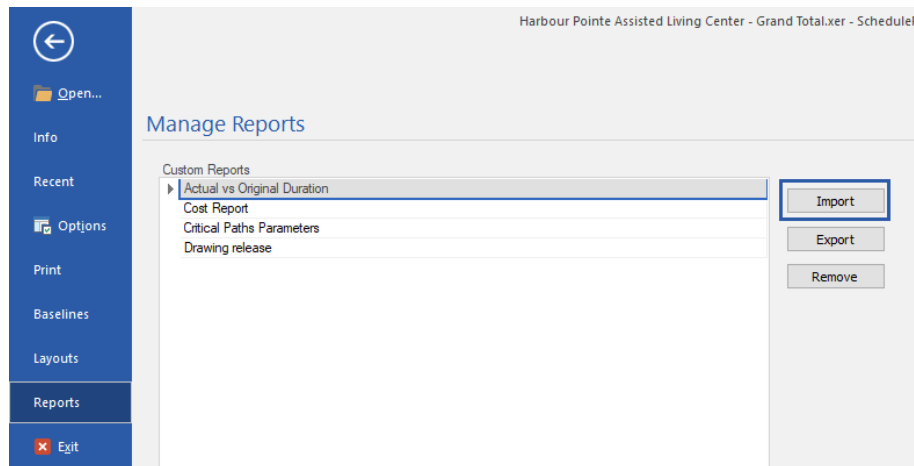 Harbour Pointe Assisted Living Center - Grand Total.xer - Schedule
Open...
Info
Recent
Options
Print
Baselines
Layouts
Reports
Exit
Manage Reports
Custom Reports
Actual vs Original Duration
Cost Report
Critical Paths Parameters
Drawing release
Import
Export
Remove